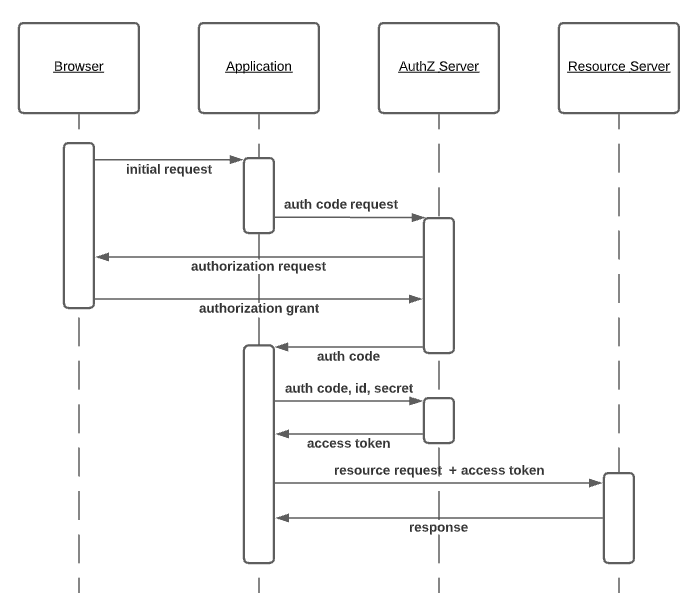 Browser
Application
AuthZ Server
Resource Server
initial request
auth code request
authorization request
authorization grant
auth code
auth code, id, secret
access token
resource request + access token
response